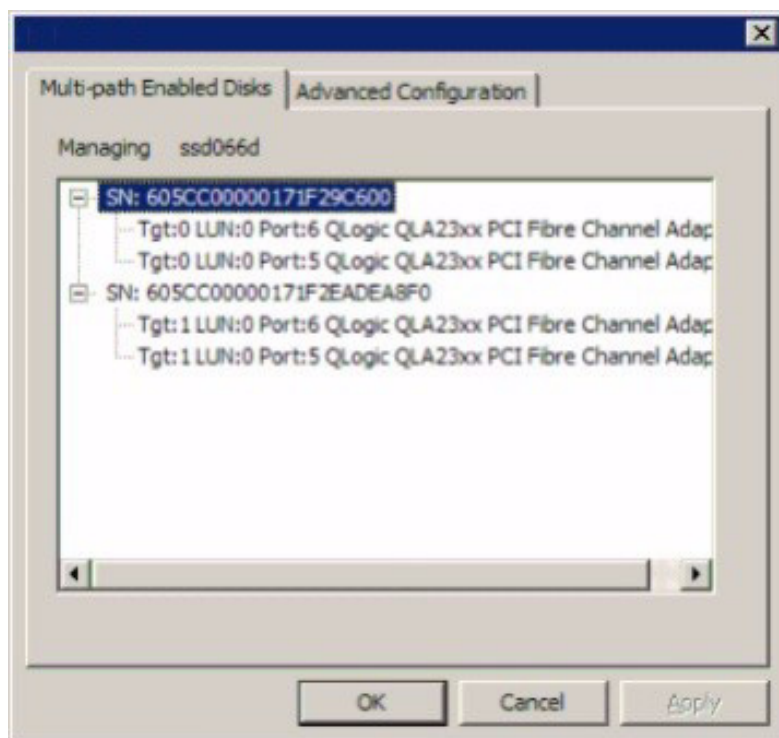 Multi-path Enabled Disks
Advanced Configuration
Managing ssd066d
SN: 605CC00000171F29C600
Tgt:0 LUN:0 Port:6 QLogic QLA23xx PCI Fibre Channel Adap
Tgt:0 LUN:0 Port:5 QLogic QLA23xx PCI Fibre Channel Adap
SN: 605CC00000171F2EADEA8F0
Tgt:1 LUN:0 Port:6 QLogic QLA23xx PCI Fibre Channel Adap
Tgt:1 LUN:0 Port:5 QLogic QLA23xx PCI Fibre Channel Adap
OK
Cancel
Apply